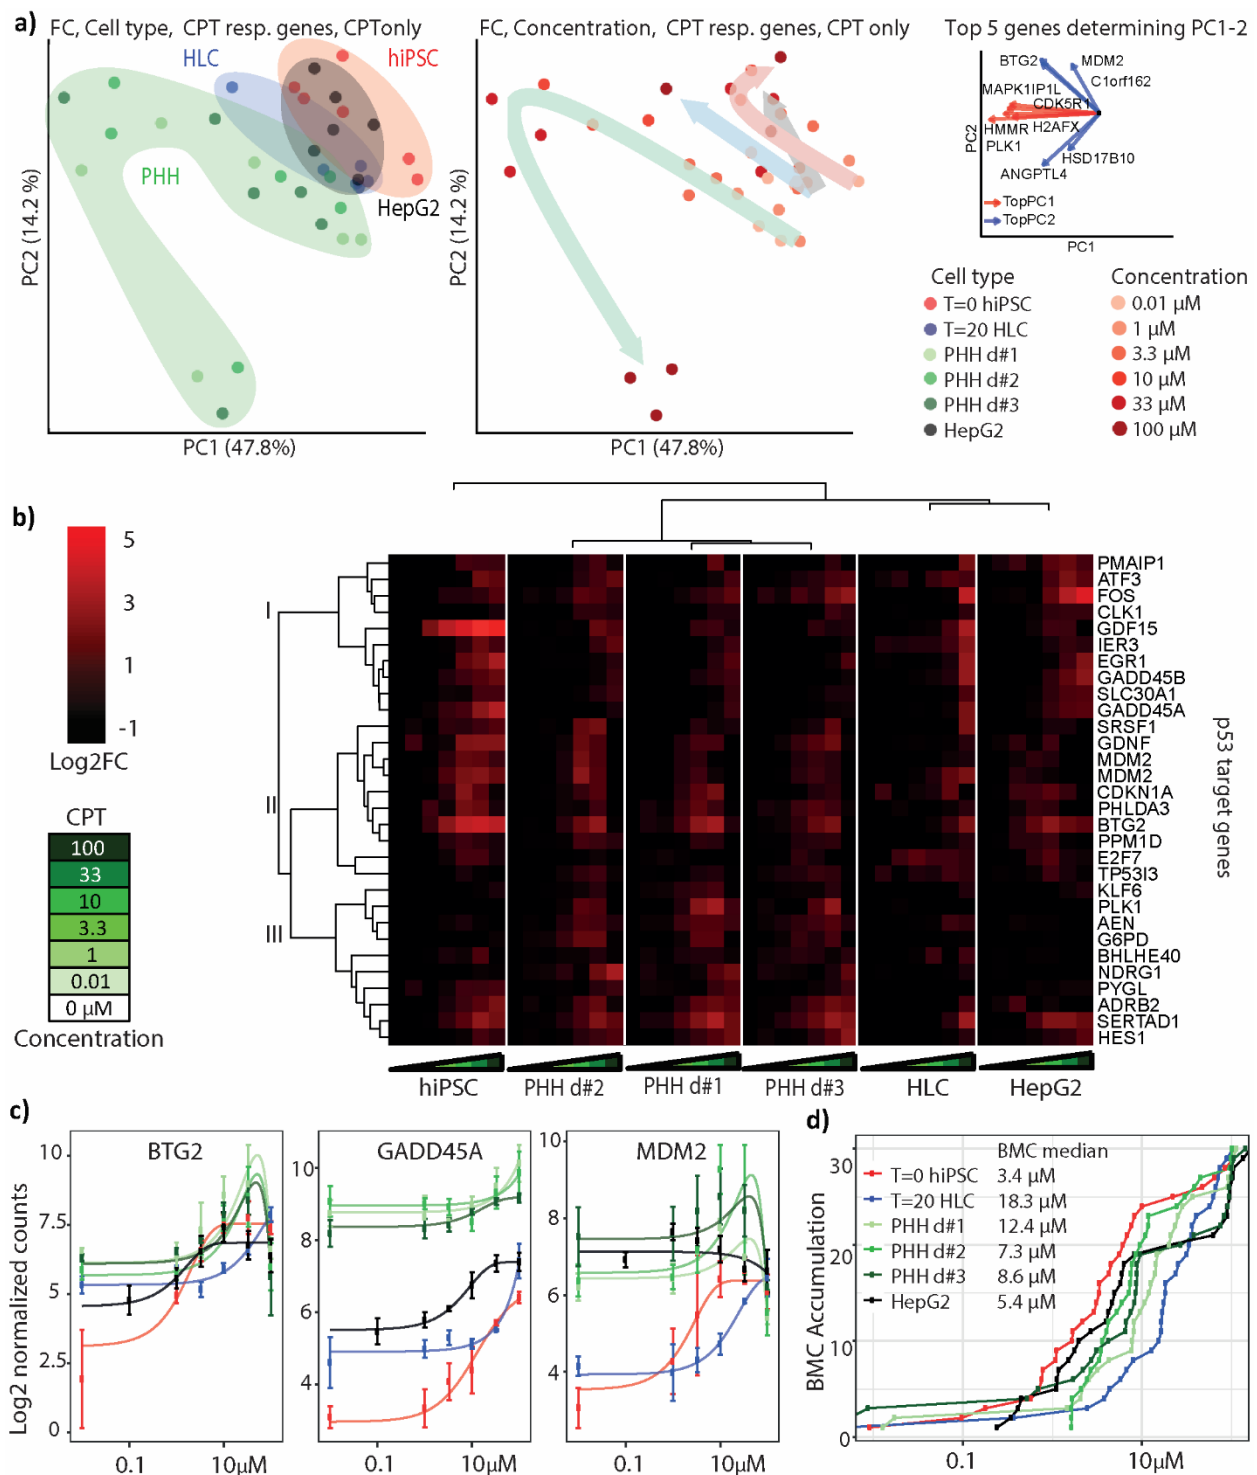 a)
FC, Cell type, CPT resp. genes, CPTonly
HLC
hiPSC
PHH
HepG2
PC2 (14.2 %)
PC1 (47.8%)
FC, Concentration, CPT resp. genes, CPT only
PC2 (14.2 %)
PC1 (47.8%)
Top 5 genes determining PC1-2
BTG2
MDM2
C1orf162
MAPK1IP1L
CDK5R1
HMMR
H2AFX
PLK1
HSD17B10
ANGPTL4
TopPC1
TopPC2
PC2
PC1
Cell type
T=0 hiPSC
T=20 HLC
PHH d#1
PHH d#2
PHH d#3
HepG2
Concentration
0.01 µM
1 µM
3.3 µM
10 µM
33 µM
100 µM
b)
5
3
1
-1
Log2FC
CPT
100
33
10
3.3
1
0.01
0 µM
Concentration
I
II
III
PMAIP1
ATF3
FOS
CLK1
GDF15
IER3
EGR1
GADD45B
SLC30A1
GADD45A
SRSF1
GDNF
MDM2
MDM2
CDKN1A
PHLDA3
BTG2
PPM1D
E2F7
TP53I3
KLF6
PLK1
AEN
G6PD
BHLHE40
NDRG1
PYGL
ADRB2
SERTAD1
HES1
p53 target genes
hiPSC
PHH d#2
PHH d#1
PHH d#3
HLC
HepG2
c)
Log2 normalized counts
BTG2
10
7.5
5
2.5
0
0.1
10µM
GADD45A
10
8
6
4
0.1
10µM
MDM2
10
8
6
4
0.1
10µM
d)
BMC Accumulation
30
20
10
0
BMC median
T=0 hiPSC 3.4 µM
T=20 HLC 18.3 µM
PHH d#1 12.4 µM
PHH d#2 7.3 µM
PHH d#3 8.6 µM
HepG2 5.4 µM
0.1
10µM